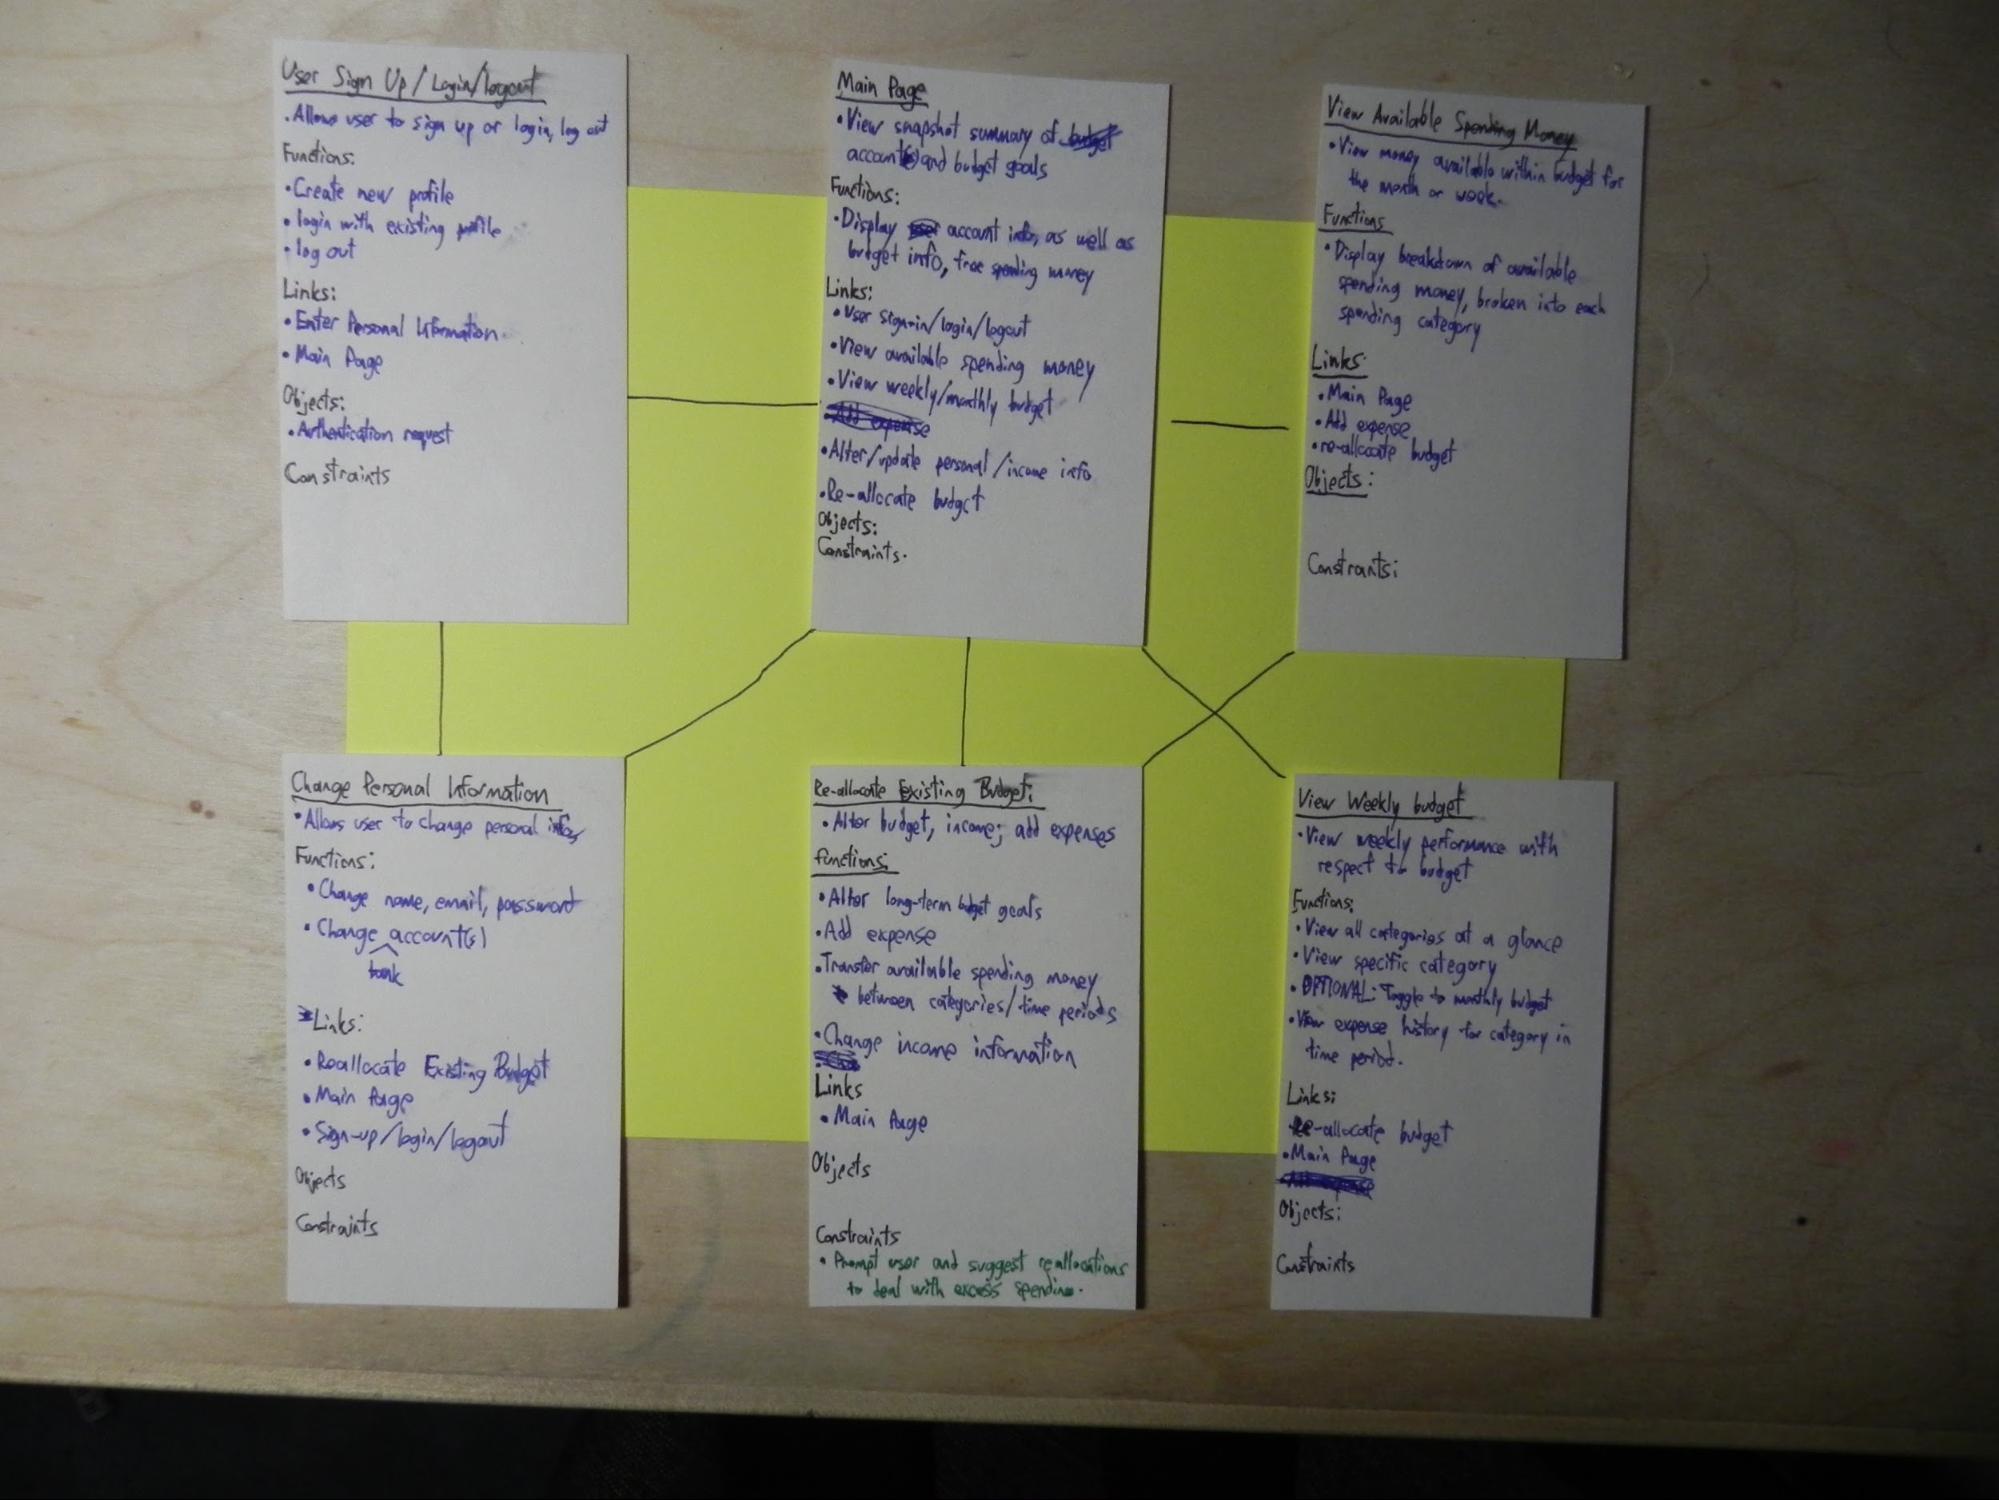 User Sign Up / Login/logout
• Allows user to sign up or login, log out
Functions:
• Create new profile
• login with existing profile
• log out
Links:
• Enter Personal Information
• Main Page
Objects:
• Authentication request
Constraints
Main Page
• View snapshot summary of budget
account(s) and budget goals
Functions:
• Display user account info, as well as
budget info, free spending money
Links:
• User sign-in/login/logout
• View available spending money
• View weekly/monthly budget
• Add expense
• Alter/update personal/income info
• Re-allocate budget
Objects:
Constraints.
View Available Spending Money
• View money available within budget for
the month or week.
Functions
• Display breakdown of available
spending money, broken into each
spending category
Links
• Main Page
• Add expense
• re-allocate budget
Objects:
Constraints:
Change Personal Information
• Allows user to change personal info
Functions:
• Change name, email, password
• Change account(s)
bank
Links:
• Reallocate Existing Budget
• Main Page
• Sign-up/login/logout
Objects
Constraints
Re-allocate Existing Budget:
• Alter budget, income; add expenses
functions:
• Alter long-term budget goals
• Add expense
• Transfer available spending money
between categories/time periods
• Change income information
Links
• Main Page
Objects
Constraints
• Prompt user and suggest reallocations
to deal with excess spending.
View Weekly budget
• View weekly performance with
respect to budget
Functions:
• View all categories at a glance
• View specific category
• OPTIONAL: Toggle to monthly budget
• View expense history for category in
time period.
Links:
Re-allocate budget
• Main Page
• Add expense
Objects:
Constraints